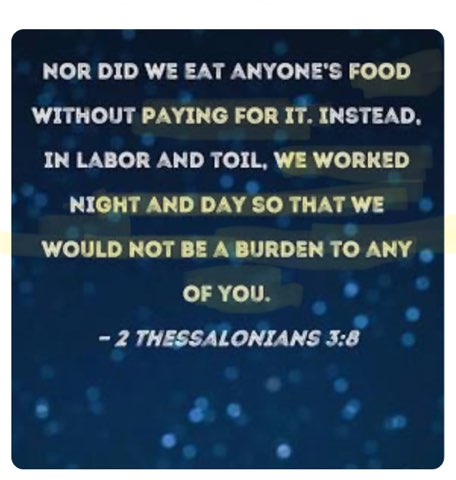 NOR DID WE EAT ANYONE'S FOOD
WITHOUT PAYING FOR IT. INSTEAD,
IN LABOR AND TOIL, WE WORKED
NIGHT AND DAY SO THAT WE
WOULD NOT BE A BURDEN TO ANY
OF YOU.
- 2 THESSALONIANS 3:8